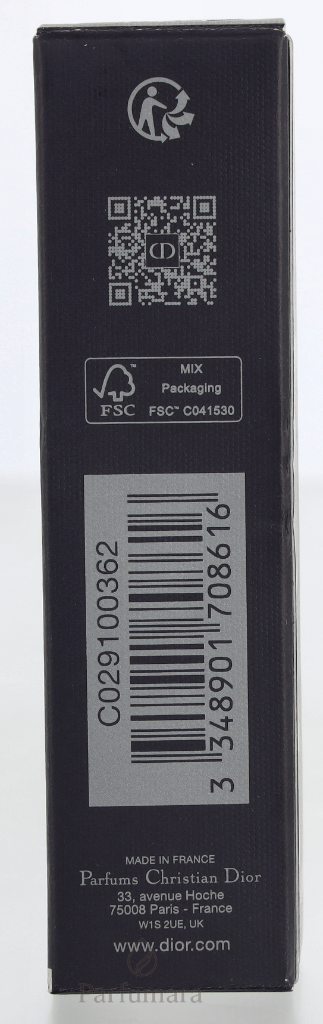 CD
MIX
Packaging
FSC™ C041530
FSC
C029100362
3 348901 708616
MADE IN FRANCE
Parfums Christian Dior
33, avenue Hoche
75008 Paris - France
W1S 2UE, UK
www.dior.com
Parfumara